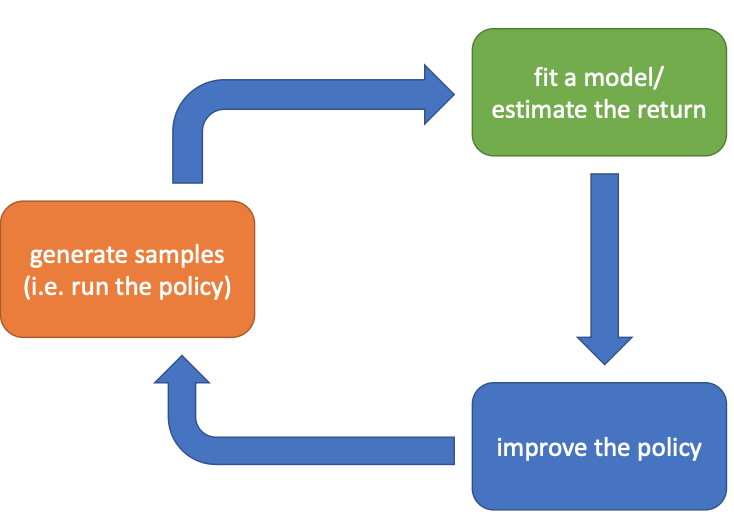 fit a model/
estimate the return
generate samples
(i.e. run the policy)
improve the policy